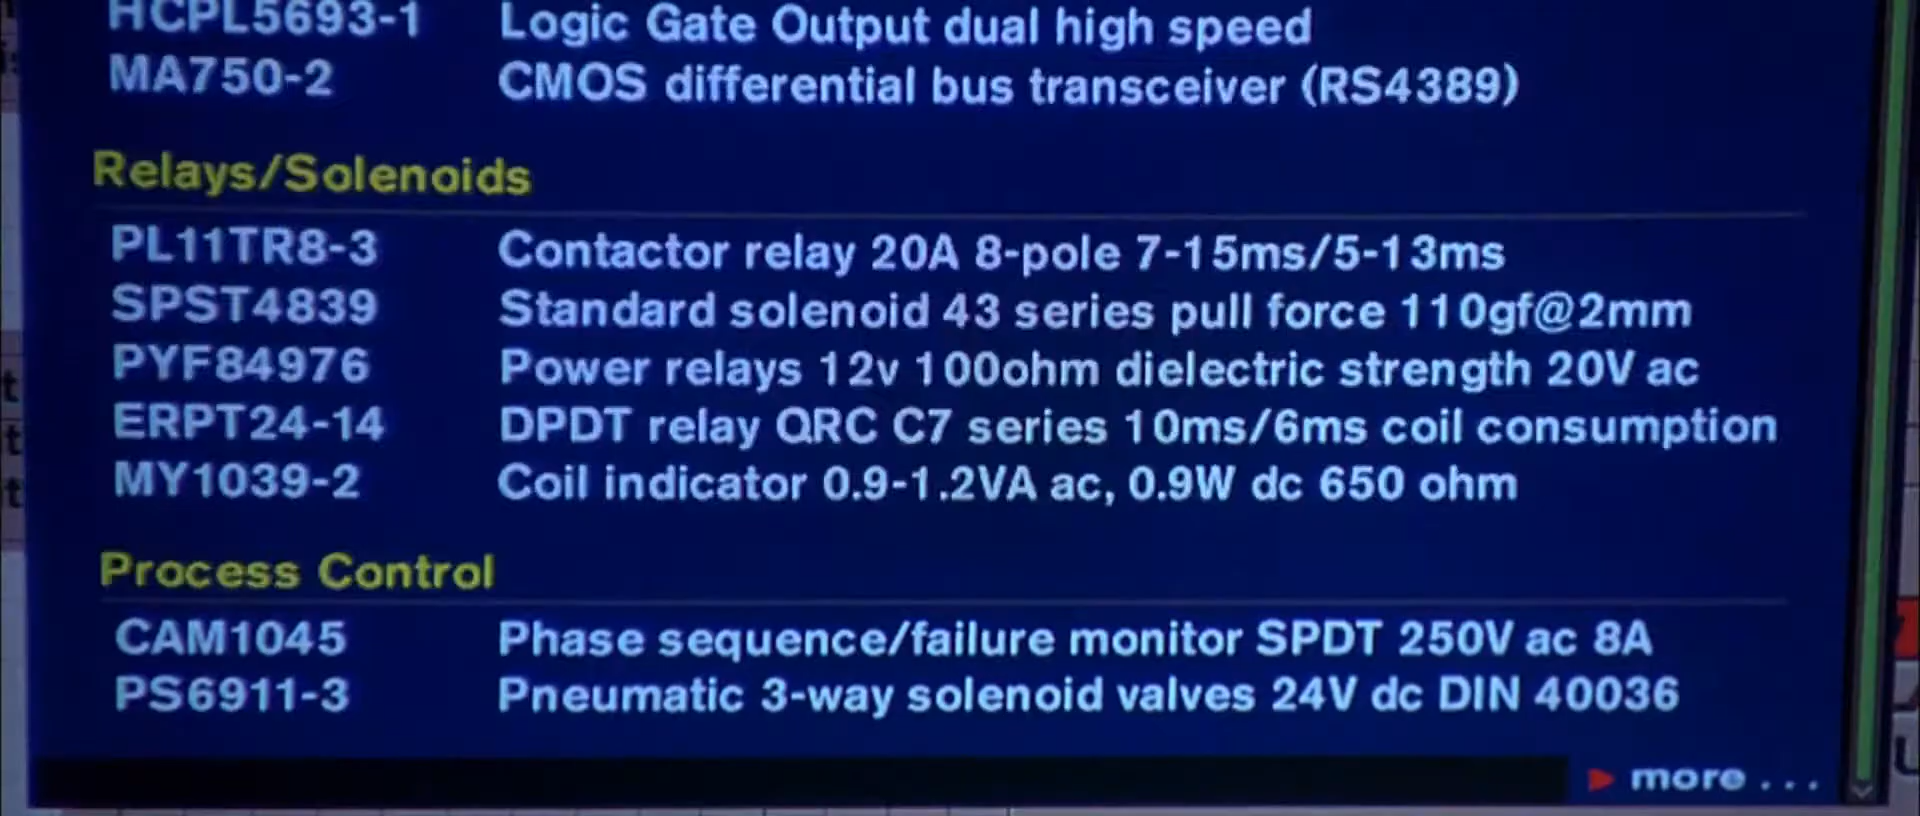 HCPL5693-1 Logic Gate Output dual high speed
MA750-2 CMOS differential bus transceiver (RS4389)
Relays/Solenoids
PL11TR8-3 Contactor relay 20A 8-pole 7-15ms/5-13ms
SPST4839 Standard solenoid 43 series pull force 110gf@2mm
PYF84976 Power relays 12v 100ohm dielectric strength 20V ac
ERPT24-14 DPDT relay QRC C7 series 10ms/6ms coil consumption
MY1039-2 Coil indicator 0.9-1.2VA ac, 0.9W dc 650 ohm
Process Control
CAM1045 Phase sequence/failure monitor SPDT 250V ac 8A
PS6911-3 Pneumatic 3-way solenoid valves 24V dc DIN 40036
more ...